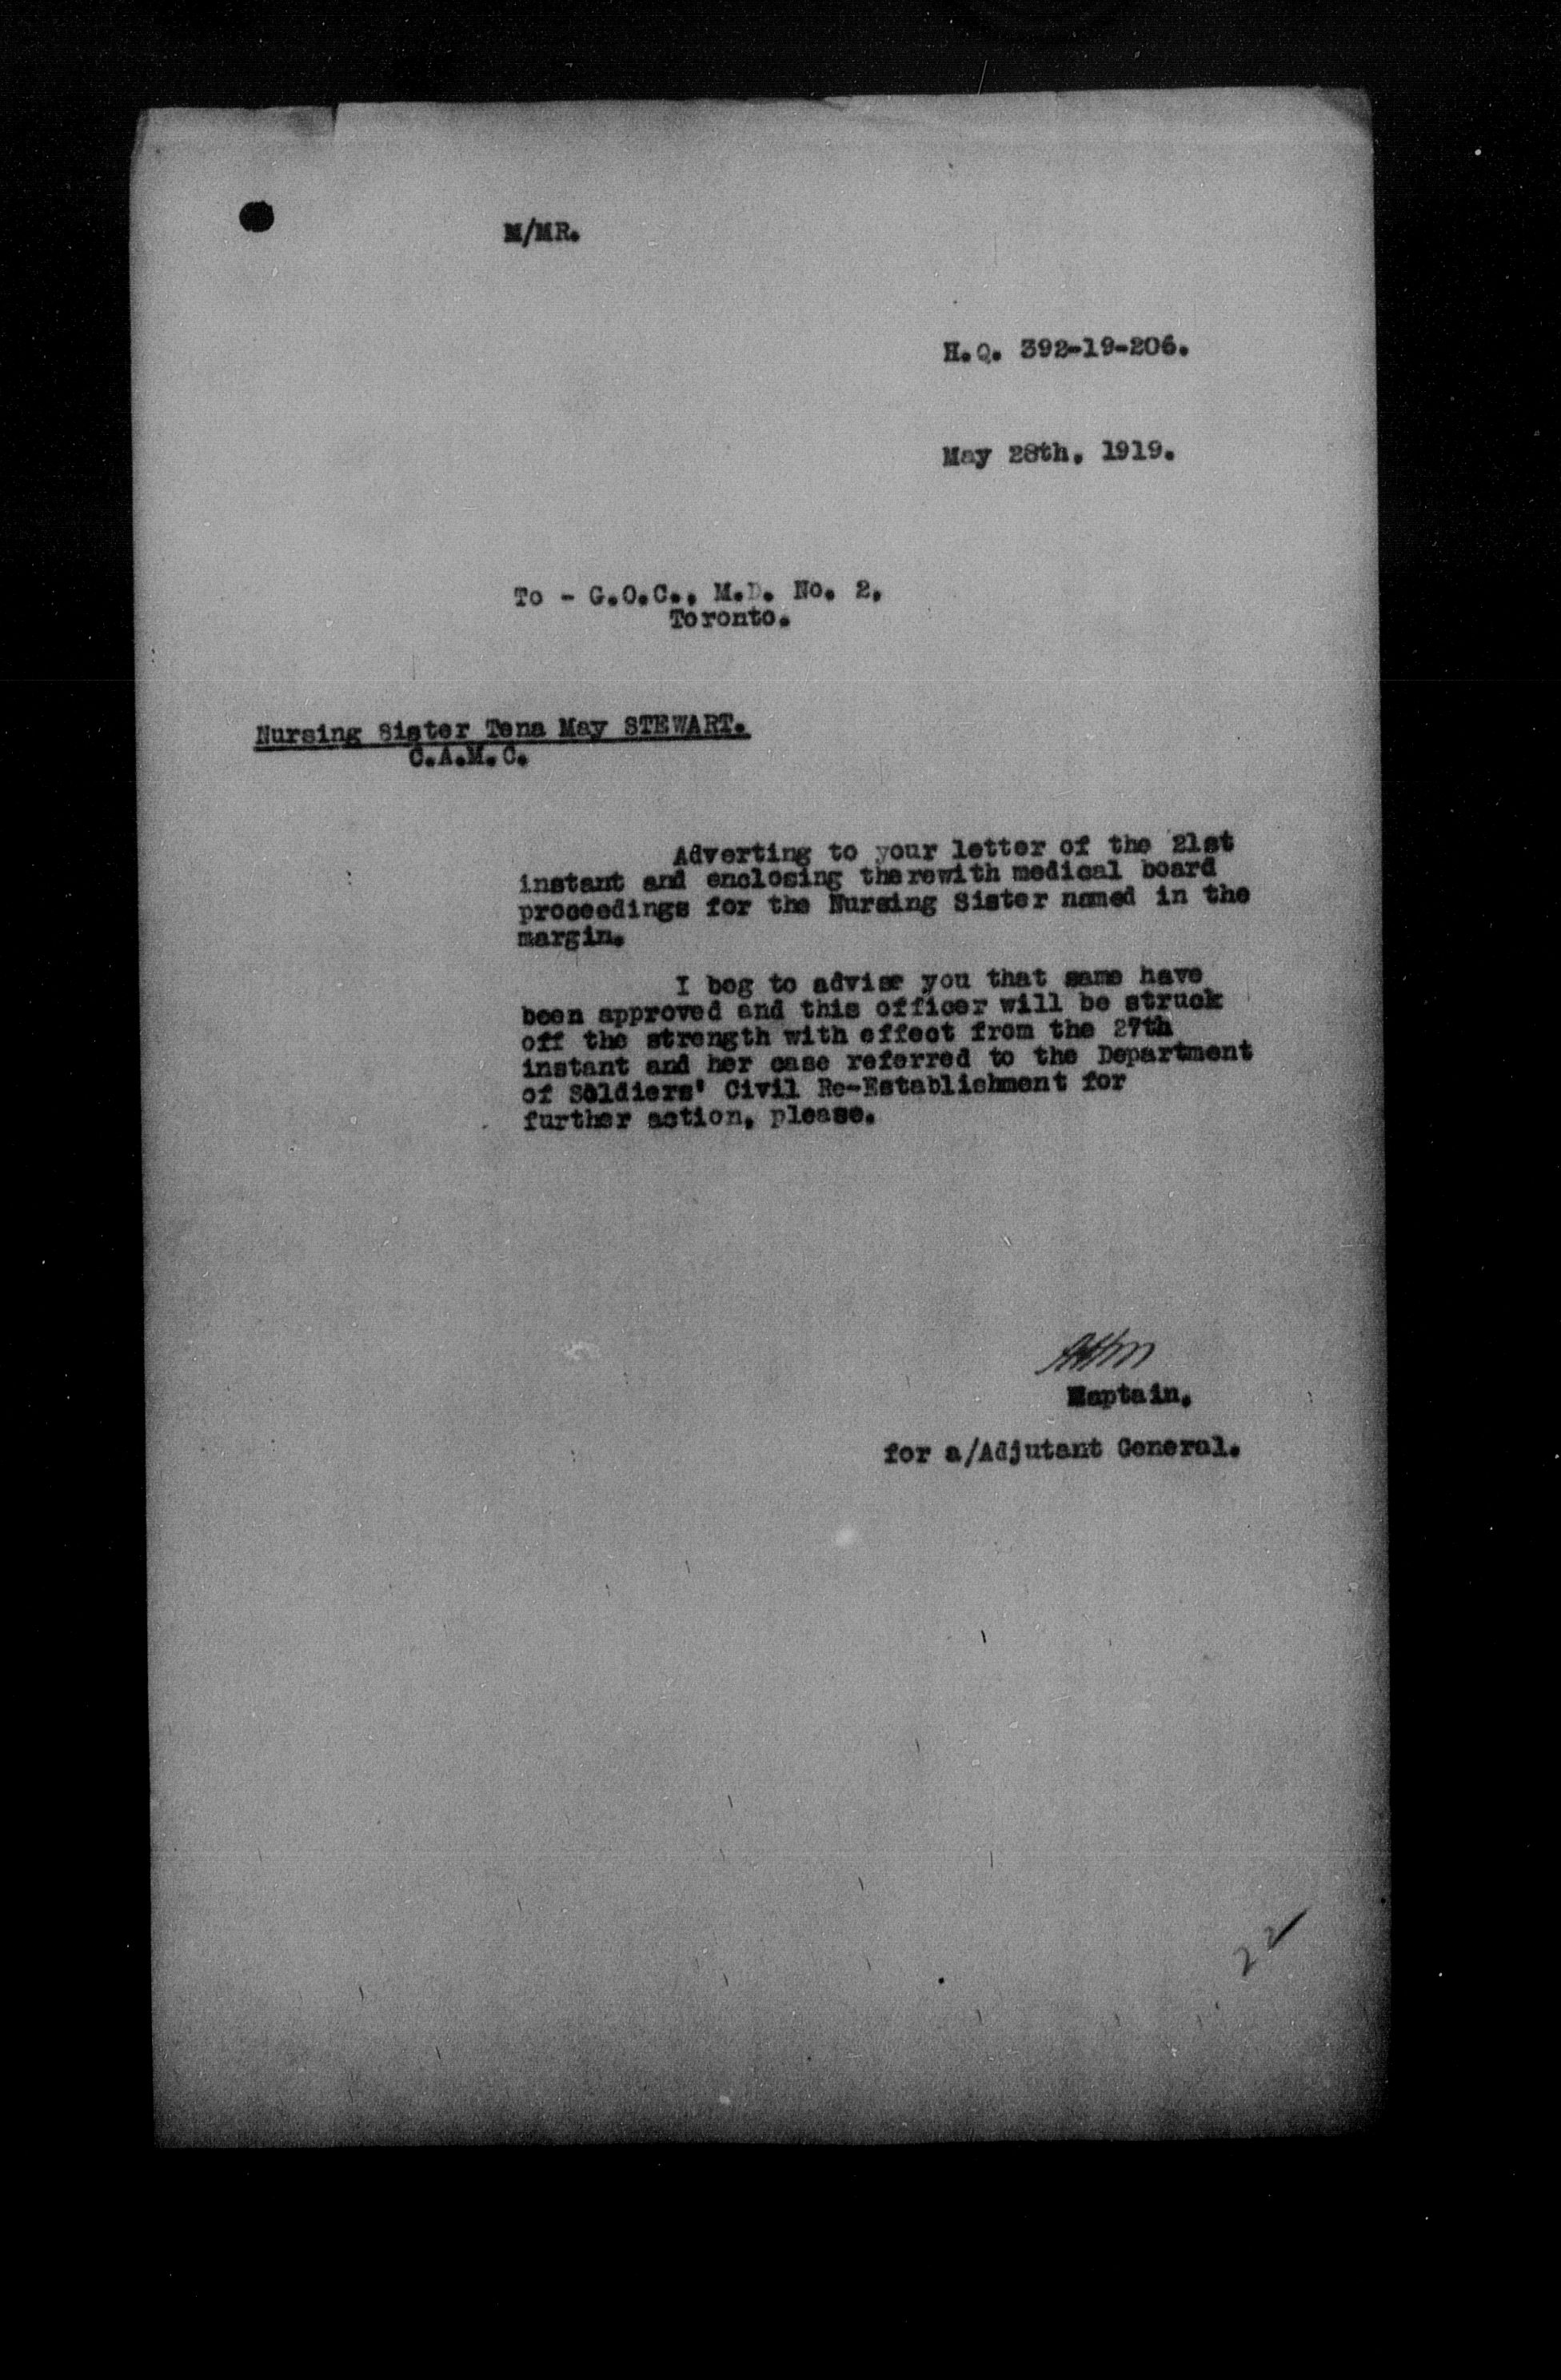 M/MR.
H.Q. 392-19-206.
May 28th. 1919.
To - G.O.C., M.D. No. 2.
Toronto.
Nursing Sister Tena May STEWART.
C.A.M.C.
Adverting to your letter of the 21st
instant and enclosing therewith medical board
proceedings for the Nursing Sister named in the
margin.
I beg to advise you that same have
been approved and this officer will be struck
off the strength with effect from the 27th
instant and her case referred to the Department
of Soldiers' Civil Re-Establishment for
further action, please.
Captain.
for a/Adjutant General.
22